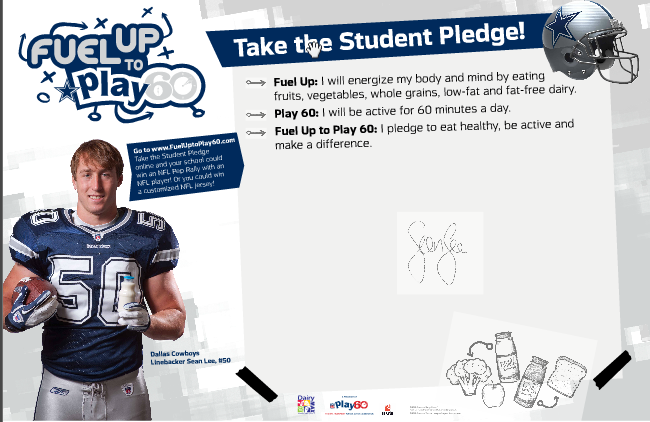 FUEL UP
TO
play 60
Take the Student Pledge!
Fuel Up: I will energize my body and mind by eating
fruits, vegetables, whole grains, low-fat and fat-free dairy.
Play 60: I will be active for 60 minutes a day.
Fuel Up to Play 60: I pledge to eat healthy, be active and
make a difference.
Go to www.FuelUptoPlay60.com
Take the Student Pledge
online and your school could
win an NFL Pep Rally with an
NFL player! Or you could win
a customized NFL jersey!
50
50
Sean Lee
Dallas Cowboys
Linebacker Sean Lee, #50
Dairy
play60